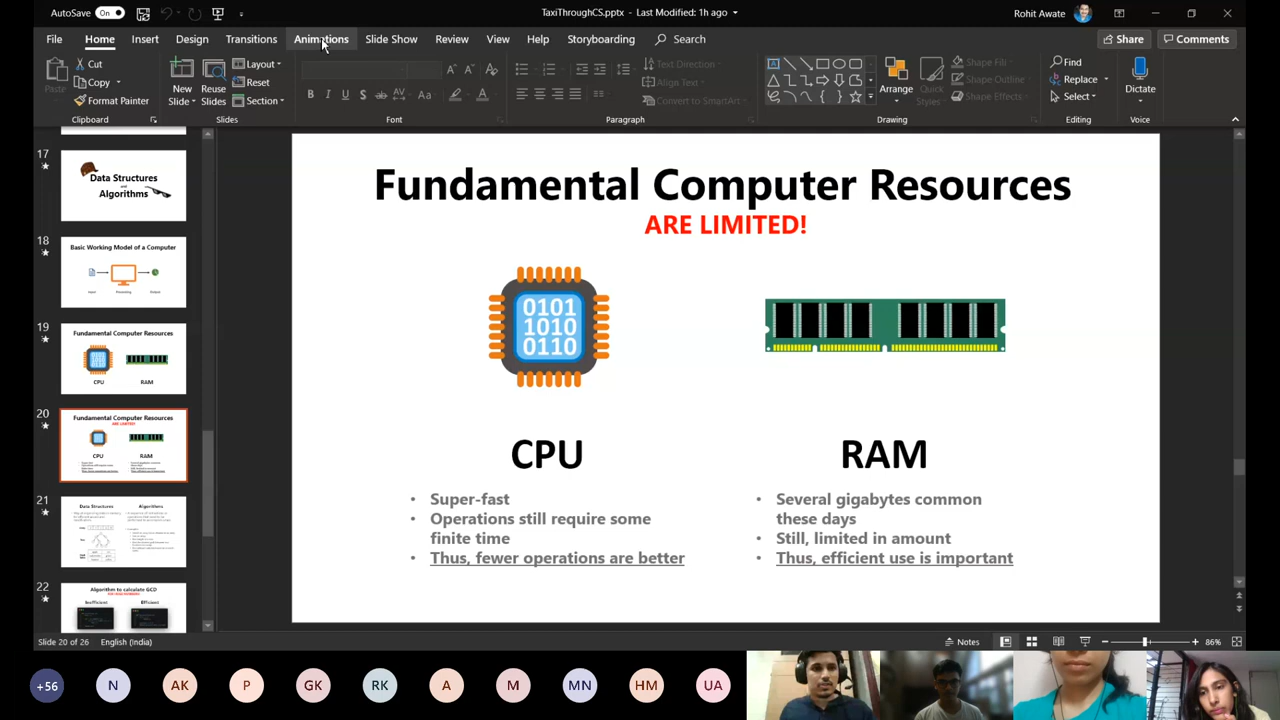 AutoSave On
TaxiThroughCS.pptx - Last Modified: 1h ago
Rohit Awate
File Home Insert Design Transitions Animations Slide Show Review View Help Storyboarding Search Share Comments
Paste
Cut
Copy
Format Painter
Clipboard
New
Slide
Reuse
Slides
Layout
Reset
Section
Slides
B I U S ab AV Aa A
Font
Text Direction
Align Text
Convert to SmartArt
Paragraph
Arrange
Quick
Styles
Shape Fill
Shape Outline
Shape Effects
Drawing
Find
Replace
Select
Editing
Dictate
Voice
17
Data Structures
and
Algorithms
18
Basic Working Model of a Computer
Input Processing Output
19
Fundamental Computer Resources
CPU RAM
20
Fundamental Computer Resources
ARE LIMITED!
CPU RAM
21
Data Structures Algorithms
22
Algorithm to calculate GCD
Inefficient Efficient
Fundamental Computer Resources
ARE LIMITED!
0101
1010
0110
CPU
• Super-fast
• Operations still require some
finite time
• Thus, fewer operations are better
RAM
• Several gigabytes common
these days
• Still, limited in amount
• Thus, efficient use is important
Slide 20 of 26 English (India) Notes 86%
+56 N AK P GK RK A M MN HM UA